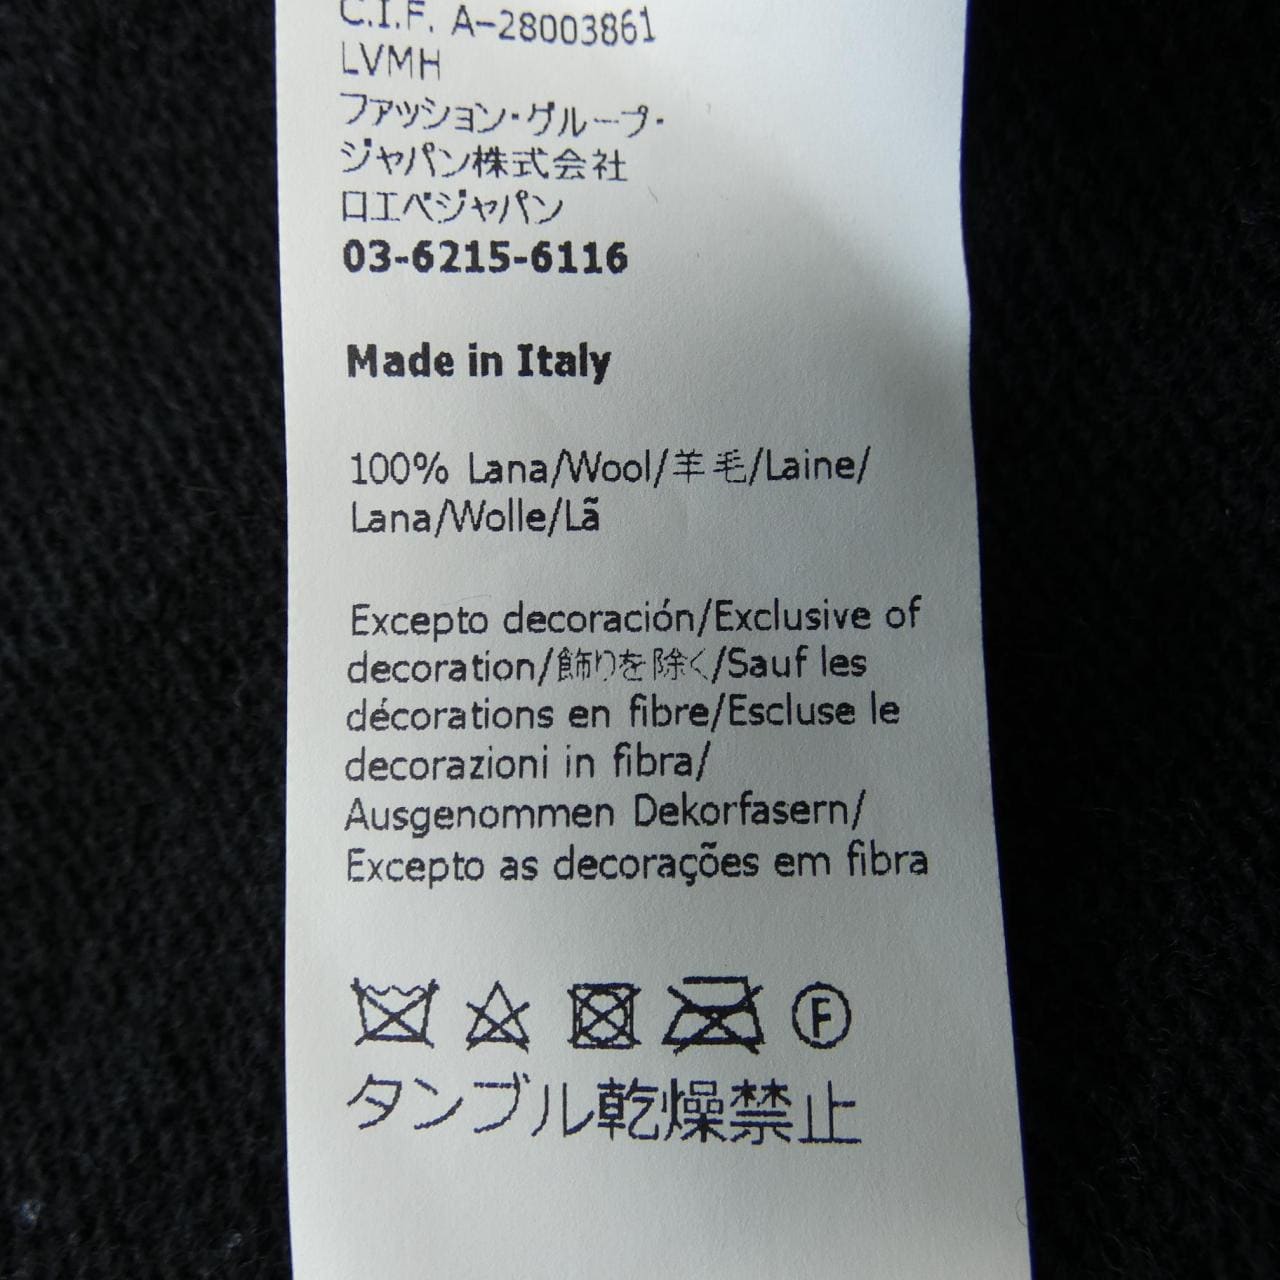 C.I.F. A-28003861
LVMH
ファッション・グループ・
ジャパン株式会社
ロエベジャパン
03-6215-6116
Made in Italy
100% Lana/Wool/羊毛/Laine/
Lana/Wolle/Lã
Excepto decoración/Exclusive of
decoration/飾りを除く/Sauf les
décorations en fibre/Escluse le
decorazioni in fibra/
Ausgenommen Dekorfasern/
Excepto as decorações em fibra
F
タンブル乾燥禁止